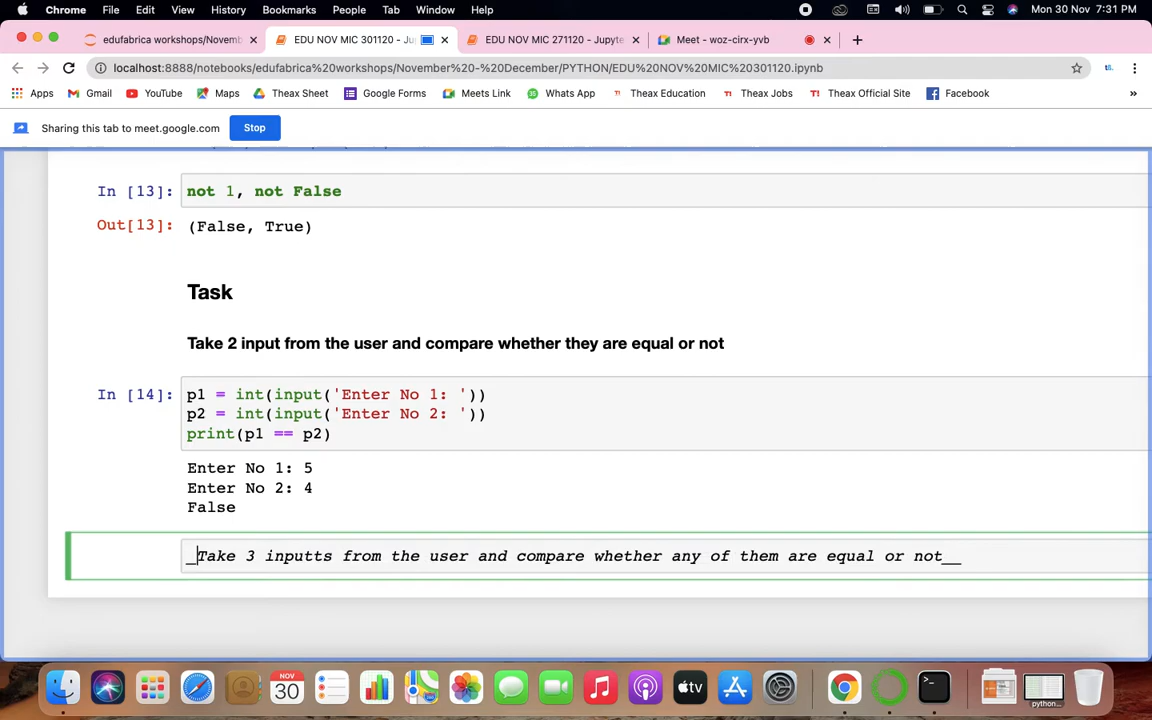 Chrome File Edit View History Bookmarks People Tab Window Help Mon 30 Nov 7:31 PM
edufabrica workshops/Novemb EDU NOV MIC 301120 - Ju EDU NOV MIC 271120 - Jupyte Meet - woz-cirx-yvb
localhost:8888/notebooks/edufabrica%20workshops/November%20-%20December/PYTHON/EDU%20NOV%20MIC%20301120.ipynb
Apps Gmail YouTube Maps Theax Sheet Google Forms Meets Link Whats App Theax Education Theax Jobs Theax Official Site Facebook »
Sharing this tab to meet.google.com Stop
In [13]: not 1, not False
Out[13]: (False, True)
Task
Take 2 input from the user and compare whether they are equal or not
In [14]: p1 = int(input('Enter No 1: '))
p2 = int(input('Enter No 2: '))
print(p1 == p2)
Enter No 1: 5
Enter No 2: 4
False
_Take 3 inputts from the user and compare whether any of them are equal or not__
NOV
30
tv
python...